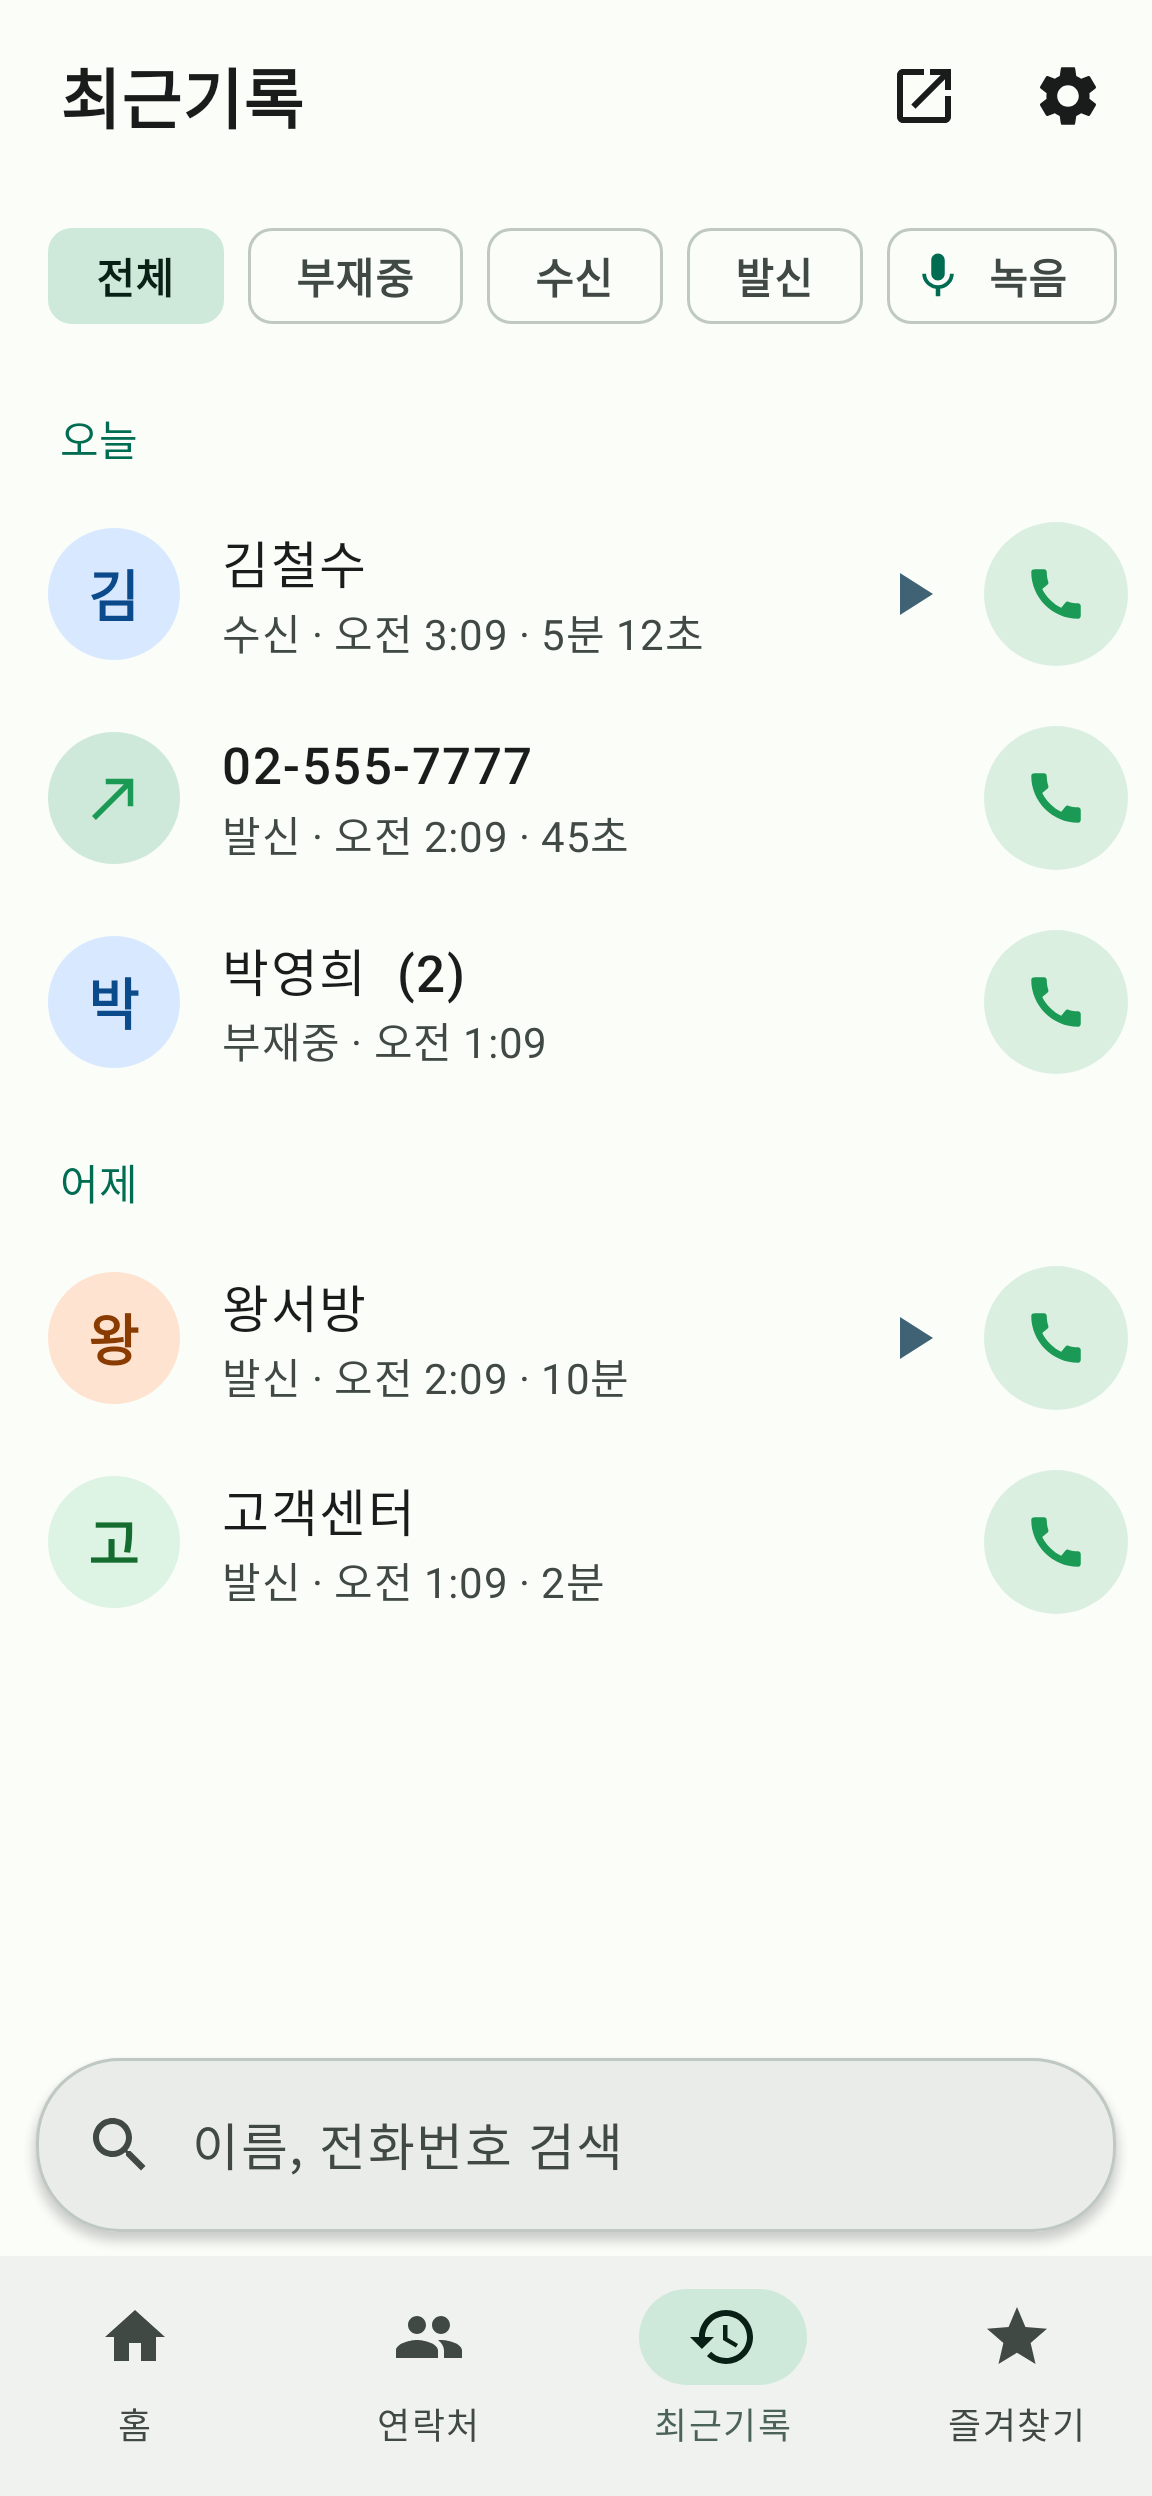 최근기록
전체 부재중 수신 발신 녹음
오늘
김
김철수
수신 · 오전 3:09 · 5분 12초
02-555-7777
발신 · 오전 2:09 · 45초
박
박영희 (2)
부재중 · 오전 1:09
어제
왕
왕서방
발신 · 오전 2:09 · 10분
고
고객센터
발신 · 오전 1:09 · 2분
이름, 전화번호 검색
홈 연락처 최근기록 즐겨찾기